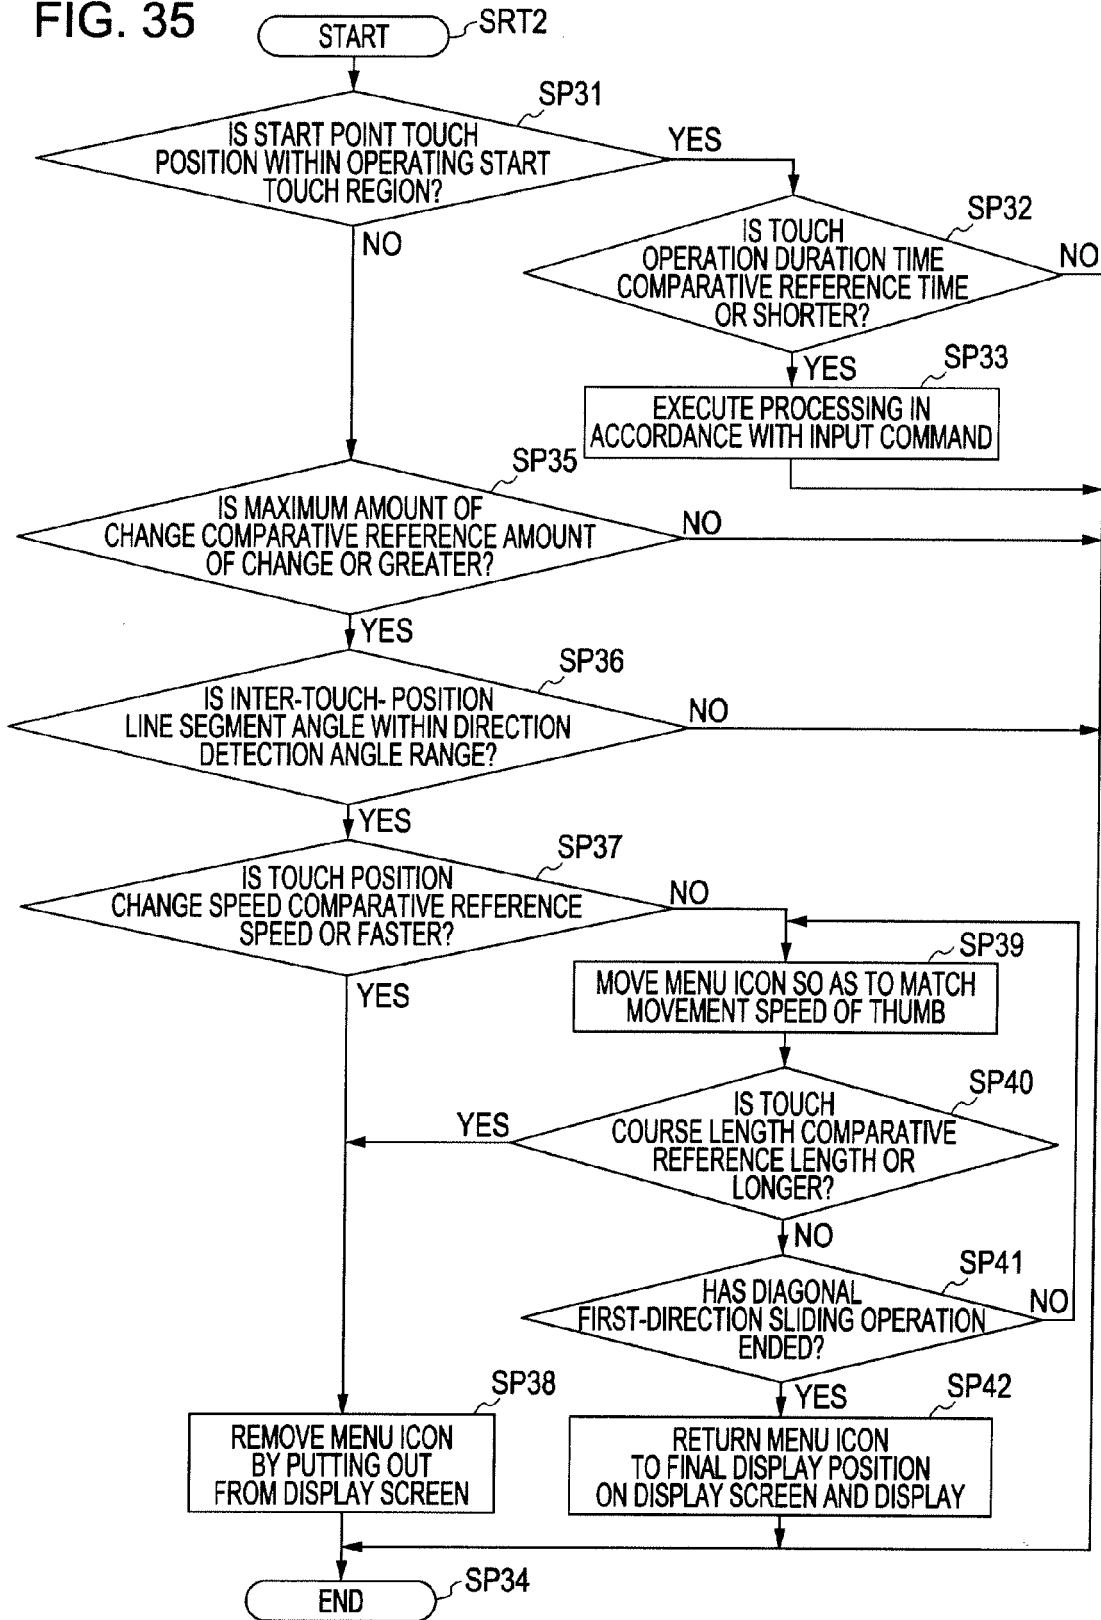 FIG. 35
START
SRT2
SP31
IS START POINT TOUCH
POSITION WITHIN OPERATING START
TOUCH REGION?
YES
NO
SP32
IS TOUCH
OPERATION DURATION TIME
COMPARATIVE REFERENCE TIME
OR SHORTER?
NO
YES
SP33
EXECUTE PROCESSING IN
ACCORDANCE WITH INPUT COMMAND
SP35
IS MAXIMUM AMOUNT OF
CHANGE COMPARATIVE REFERENCE AMOUNT
OF CHANGE OR GREATER?
NO
YES
SP36
IS INTER-TOUCH- POSITION
LINE SEGMENT ANGLE WITHIN DIRECTION
DETECTION ANGLE RANGE?
NO
YES
SP37
IS TOUCH POSITION
CHANGE SPEED COMPARATIVE REFERENCE
SPEED OR FASTER?
NO
YES
SP39
MOVE MENU ICON SO AS TO MATCH
MOVEMENT SPEED OF THUMB
SP40
IS TOUCH
COURSE LENGTH COMPARATIVE
REFERENCE LENGTH OR
LONGER?
YES
NO
SP41
HAS DIAGONAL
FIRST-DIRECTION SLIDING OPERATION
ENDED?
NO
YES
SP38
REMOVE MENU ICON
BY PUTTING OUT
FROM DISPLAY SCREEN
SP42
RETURN MENU ICON
TO FINAL DISPLAY POSITION
ON DISPLAY SCREEN AND DISPLAY
END
SP34